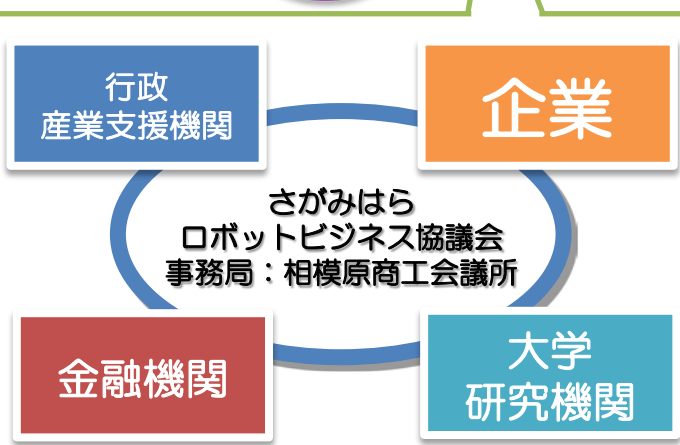 行政
産業支援機関
企業
さがみはら
ロボットビジネス協議会
事務局：相模原商工会議所
金融機関
大学
研究機関